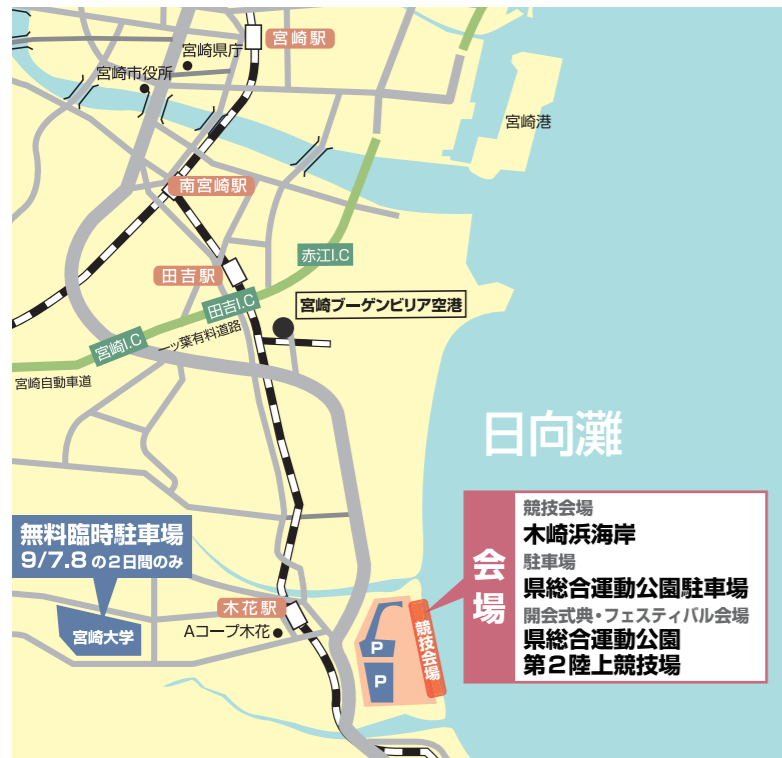 宮崎駅
宮崎県庁
宮崎市役所
宮崎港
南宮崎駅
赤江I.C
田吉駅
田吉I.C
宮崎ブーゲンビリア空港
一ッ葉有料道路
宮崎I.C
宮崎自動車道
日向灘
会場
競技会場
木崎浜海岸
駐車場
県総合運動公園駐車場
開会式典・フェスティバル会場
県総合運動公園
第2陸上競技場
無料臨時駐車場
9/7.8の2日間のみ
宮崎大学
木花駅
Aコープ木花
競技会場
P
P